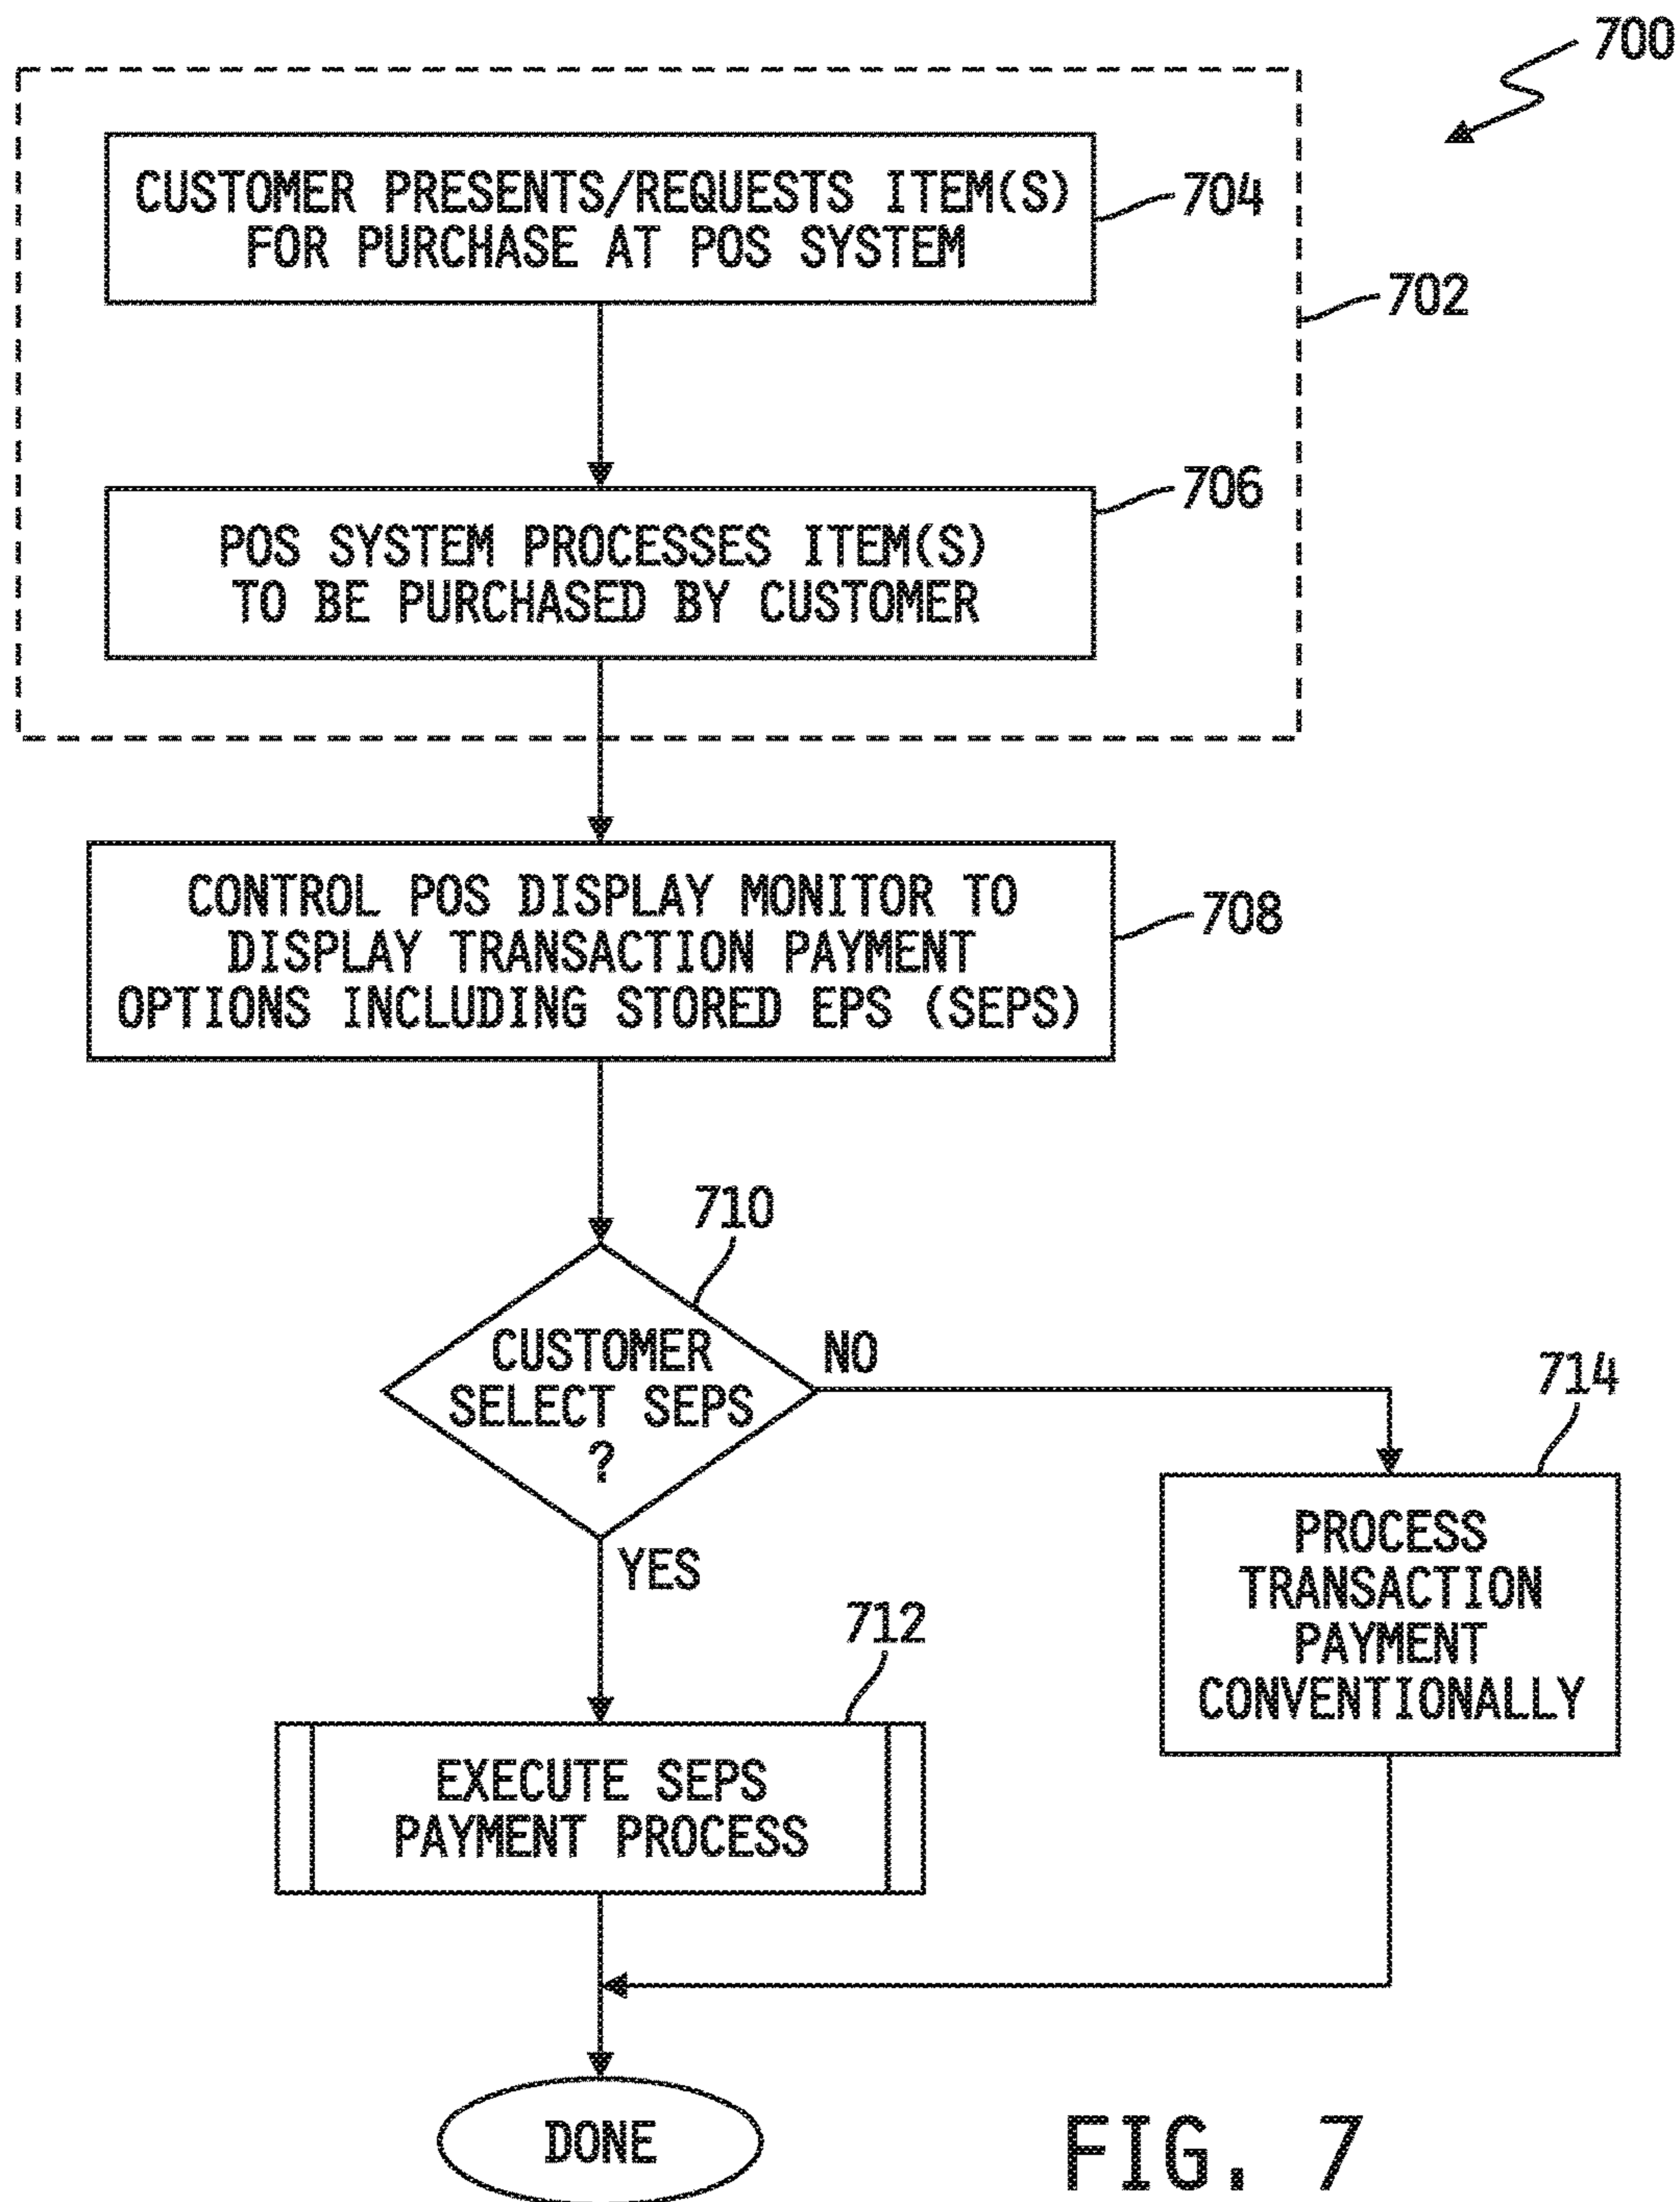 700
CUSTOMER PRESENTS/REQUESTS ITEM(S)
FOR PURCHASE AT POS SYSTEM
704
702
706
POS SYSTEM PROCESSES ITEM(S)
TO BE PURCHASED BY CUSTOMER
CONTROL POS DISPLAY MONITOR TO
DISPLAY TRANSACTION PAYMENT
OPTIONS INCLUDING STORED EPS (SEPS)
708
710
CUSTOMER
SELECT SEPS
?
NO
YES
714
PROCESS
TRANSACTION
PAYMENT
CONVENTIONALLY
712
EXECUTE SEPS
PAYMENT PROCESS
DONE
FIG. 7